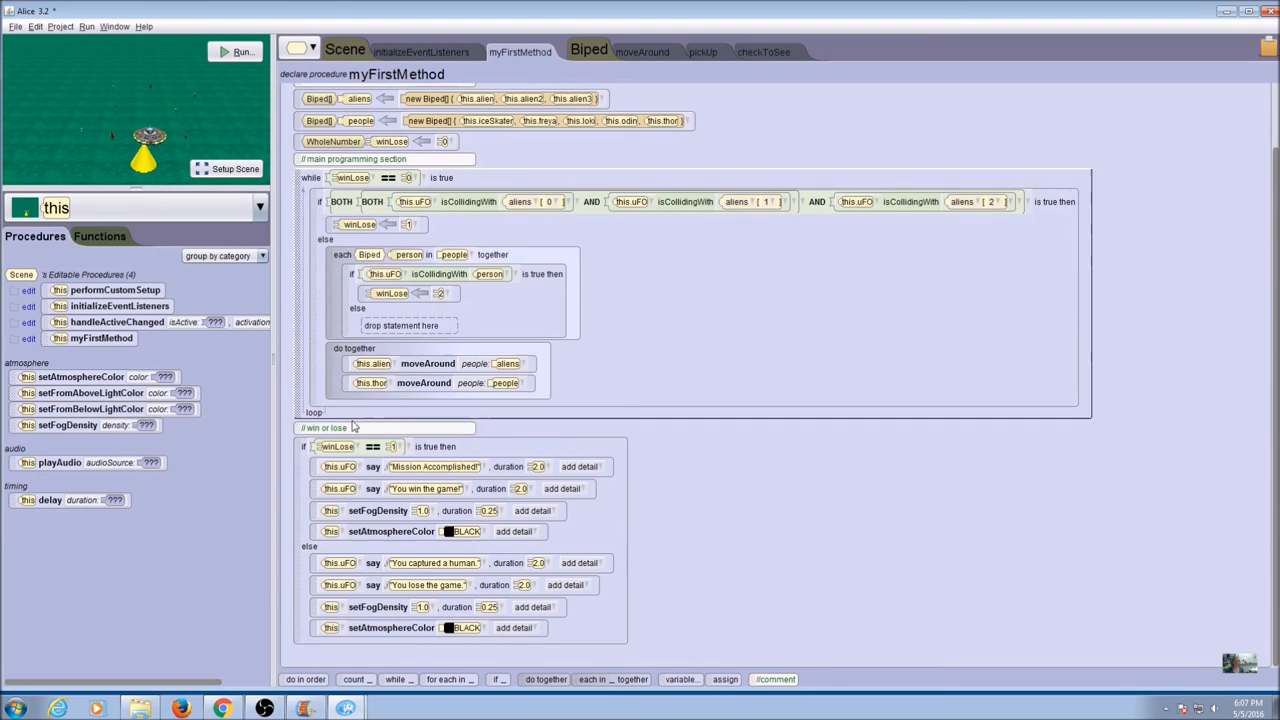 Alice 3.2 *
File Edit Project Run Window Help
Run...
Setup Scene
this
Procedures Functions
group by category
Scene 's Editable Procedures (4)
edit this performCustomSetup
edit this initializeEventListeners
edit this handleActiveChanged isActive: ??? , activation
edit this myFirstMethod
atmosphere
this setAtmosphereColor color: ???
this setFromAboveLightColor color: ???
this setFromBelowLightColor color: ???
this setFogDensity density: ???
audio
this playAudio audioSource: ???
timing
this delay duration: ???
Scene initializeEventListeners myFirstMethod Biped moveAround pickUp checkToSee
declare procedure myFirstMethod
Biped[] aliens new Biped[] { this.alien, this.alien2, this.alien3 }
Biped[] people new Biped[] { this.iceSkater, this.freya, this.loki, this.odin, this.thor }
WholeNumber winLose 0
// main programming section
while winLose == 0 is true
if BOTH BOTH this.uFO isCollidingWith aliens [ 0 ] AND this.uFO isCollidingWith aliens [ 1 ] AND this.uFO isCollidingWith aliens [ 2 ] is true then
winLose 1
else
each Biped person in people together
if this.uFO isCollidingWith person is true then
winLose 2
else
drop statement here
do together
this.alien moveAround people: aliens
this.thor moveAround people: people
loop
// win or lose
if winLose == 1 is true then
this.uFO say "Mission Accomplished!" , duration 2.0 add detail
this.uFO say "You win the game!" , duration 2.0 add detail
this setFogDensity 1.0 , duration 0.25 add detail
this setAtmosphereColor BLACK add detail
else
this.uFO say "You captured a human." , duration 2.0 add detail
this.uFO say "You lose the game." , duration 2.0 add detail
this setFogDensity 1.0 , duration 0.25 add detail
this setAtmosphereColor BLACK add detail
do in order count _ while _ for each in _ if _ do together each in _ together variable... assign //comment
6:07 PM
5/5/2016